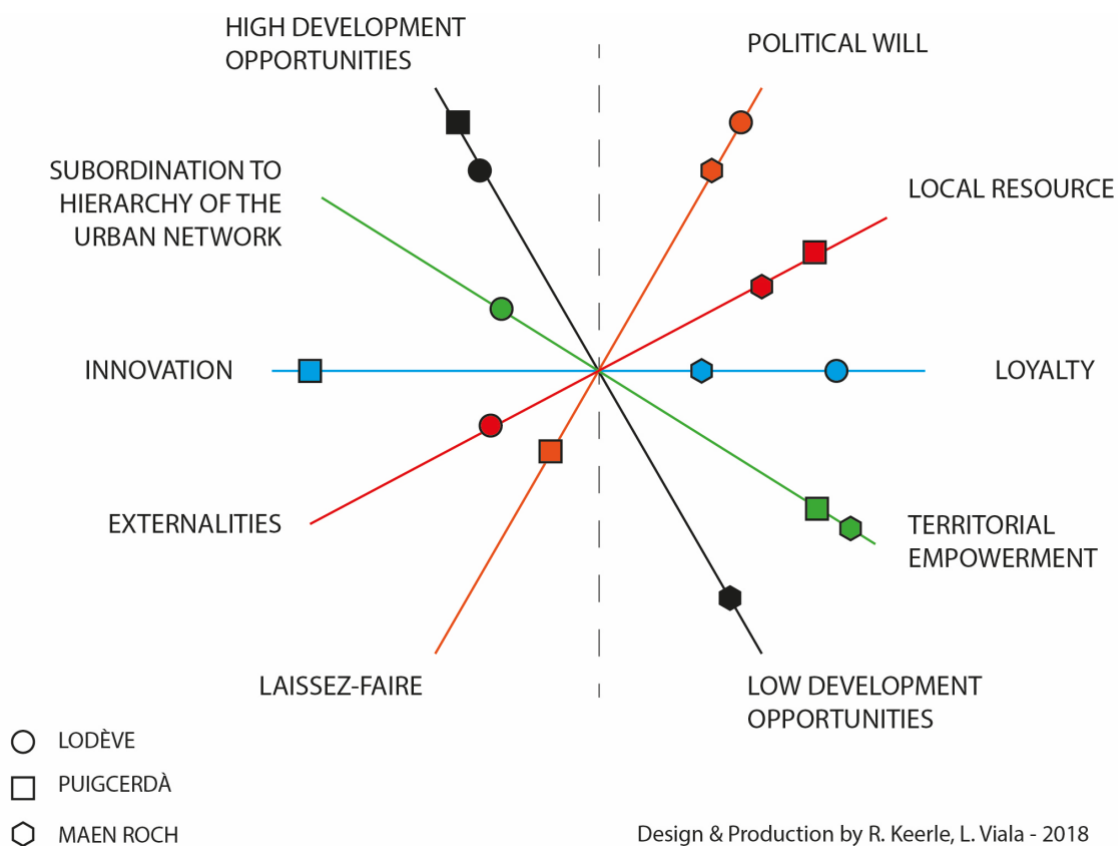 HIGH DEVELOPMENT
OPPORTUNITIES
POLITICAL WILL
SUBORDINATION TO
HIERARCHY OF THE
URBAN NETWORK
LOCAL RESOURCE
INNOVATION
LOYALTY
EXTERNALITIES
TERRITORIAL
EMPOWERMENT
LAISSEZ-FAIRE
LOW DEVELOPMENT
OPPORTUNITIES
LODÈVE
PUIGCERDÀ
MAEN ROCH
Design & Production by R. Keerle, L. Viala - 2018